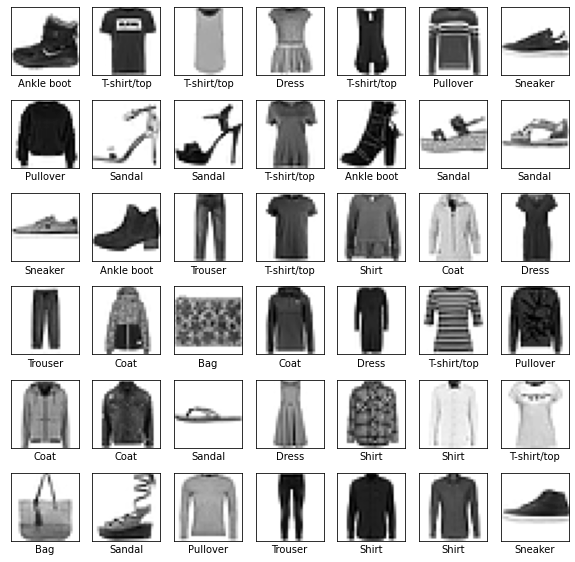 Ankle boot T-shirt/top T-shirt/top Dress T-shirt/top Pullover Sneaker
Pullover Sandal Sandal T-shirt/top Ankle boot Sandal Sandal
Sneaker Ankle boot Trouser T-shirt/top Shirt Coat Dress
Trouser Coat Bag Coat Dress T-shirt/top Pullover
Coat Coat Sandal Dress Shirt Shirt T-shirt/top
Bag Sandal Pullover Trouser Shirt Shirt Sneaker